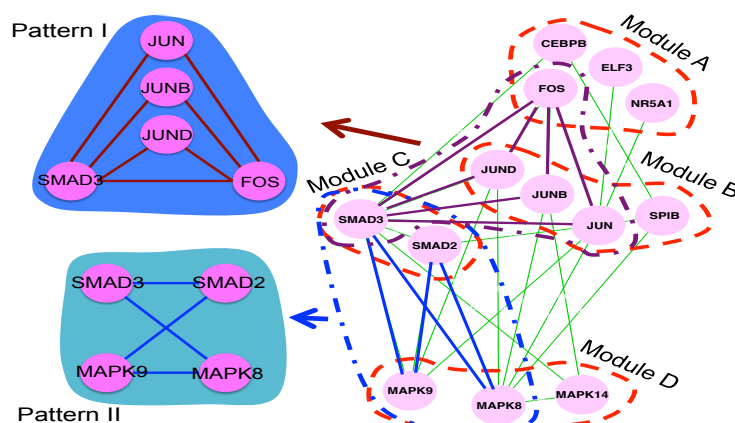 Pattern I
JUN
JUNB
JUND
SMAD3
FOS
SMAD3
SMAD2
MAPK9
MAPK8
Pattern II
Module A
CEBPB
ELF3
FOS
NR5A1
Module C
Module B
JUND
JUNB
SMAD3
SPIB
JUN
SMAD2
Module D
MAPK9
MAPK8
MAPK14